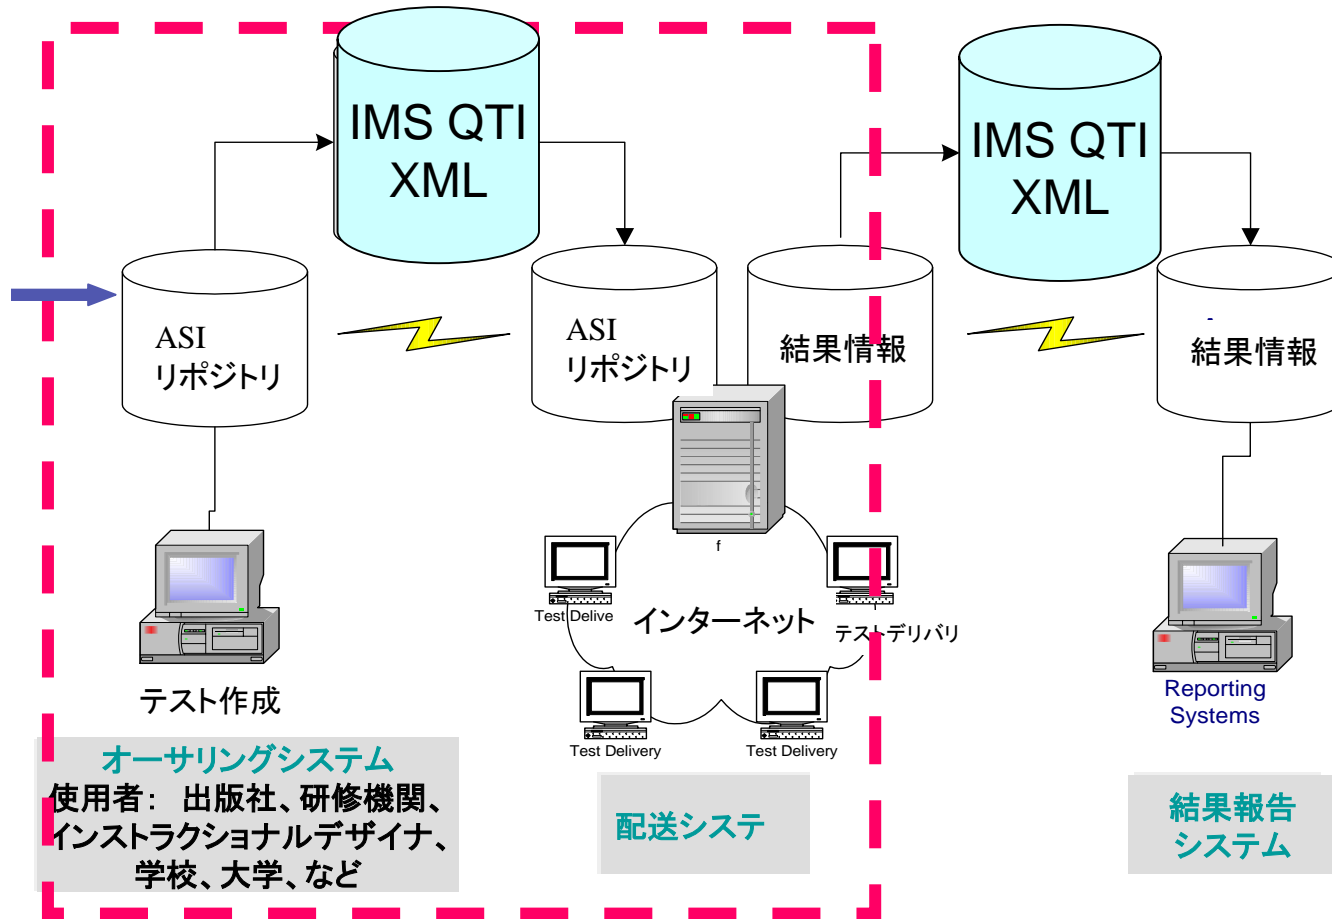 IMS QTI
XML
IMS QTI
XML
ASI
リポジトリ
ASI
リポジトリ
結果情報
結果情報
f
Test Delive
インターネット
テストデリバリ
テスト作成
Test Delivery
Test Delivery
Reporting
Systems
オーサリングシステム
使用者： 出版社、研修機関、
インストラクショナルデザイナ、
学校、大学、など
配送システ
結果報告
システム